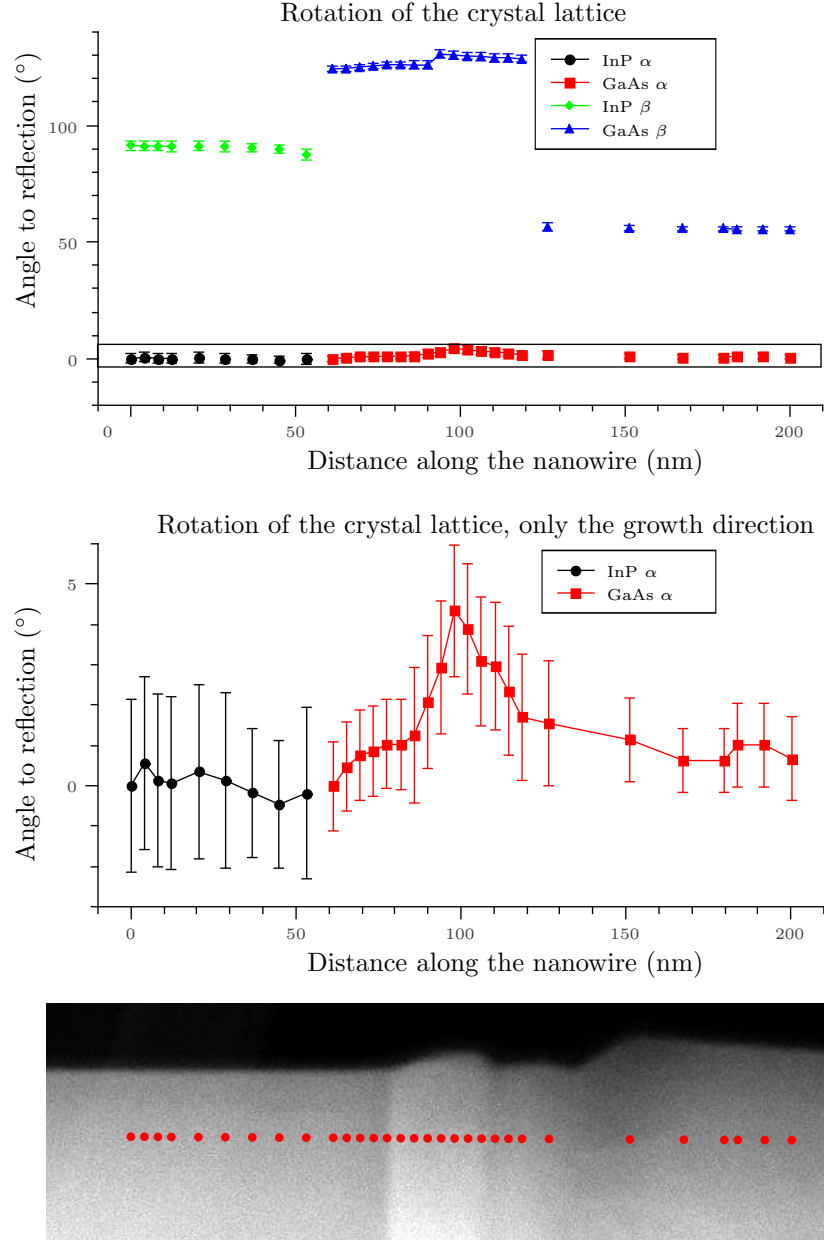 Rotation of the crystal lattice
InP α
GaAs α
InP β
GaAs β
Angle to reflection (°)
100
50
0
0
50
100
150
200
Distance along the nanowire (nm)
Rotation of the crystal lattice, only the growth direction
InP α
GaAs α
Angle to reflection (°)
5
0
0
50
100
150
200
Distance along the nanowire (nm)